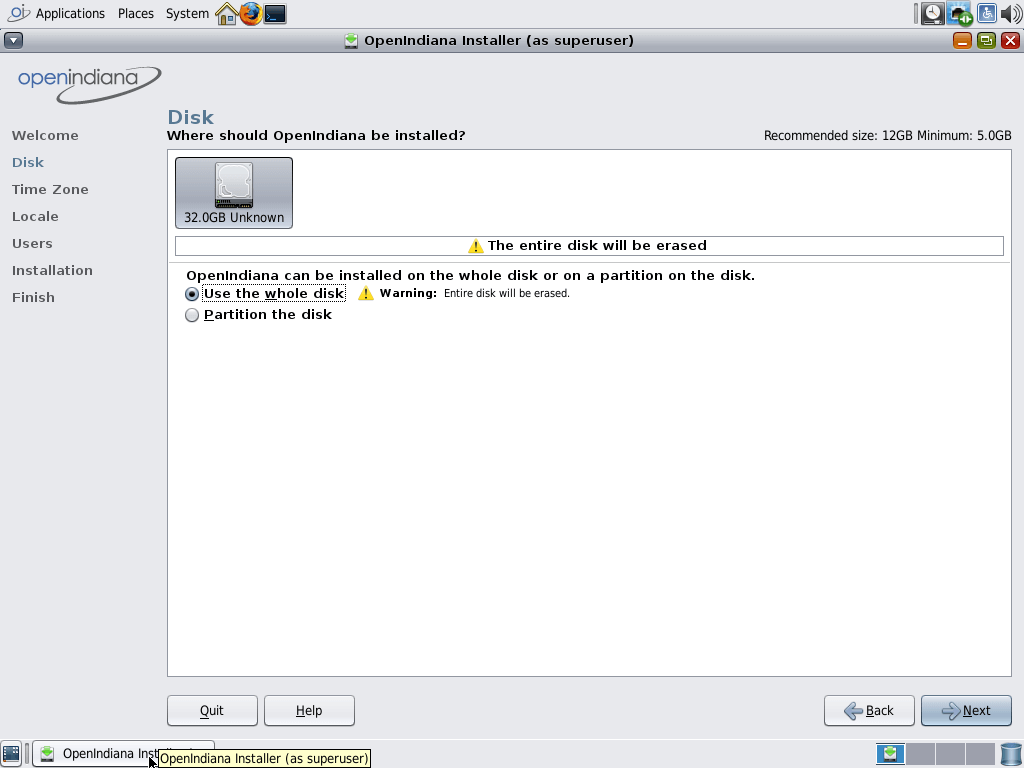 Applications Places System
OpenIndiana Installer (as superuser)
openindiana
Disk
Where should OpenIndiana be installed?
Recommended size: 12GB Minimum: 5.0GB
Welcome
Disk
Time Zone
Locale
Users
Installation
Finish
32.0GB Unknown
The entire disk will be erased
OpenIndiana can be installed on the whole disk or on a partition on the disk.
Use the whole disk
Warning: Entire disk will be erased.
Partition the disk
Quit
Help
Back
Next
OpenIndiana
OpenIndiana Installer (as superuser)